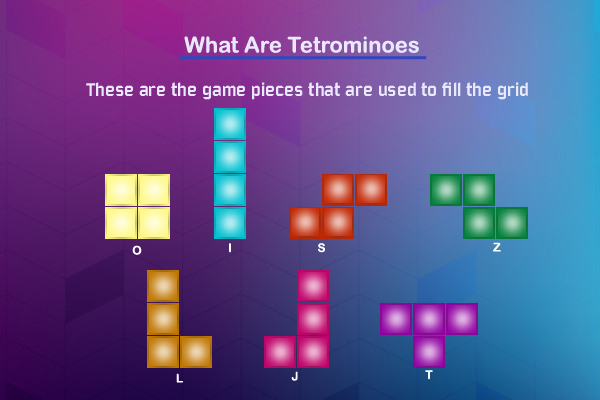 What Are Tetrominoes
These are the game pieces that are used to fill the grid
O I S Z
L J T